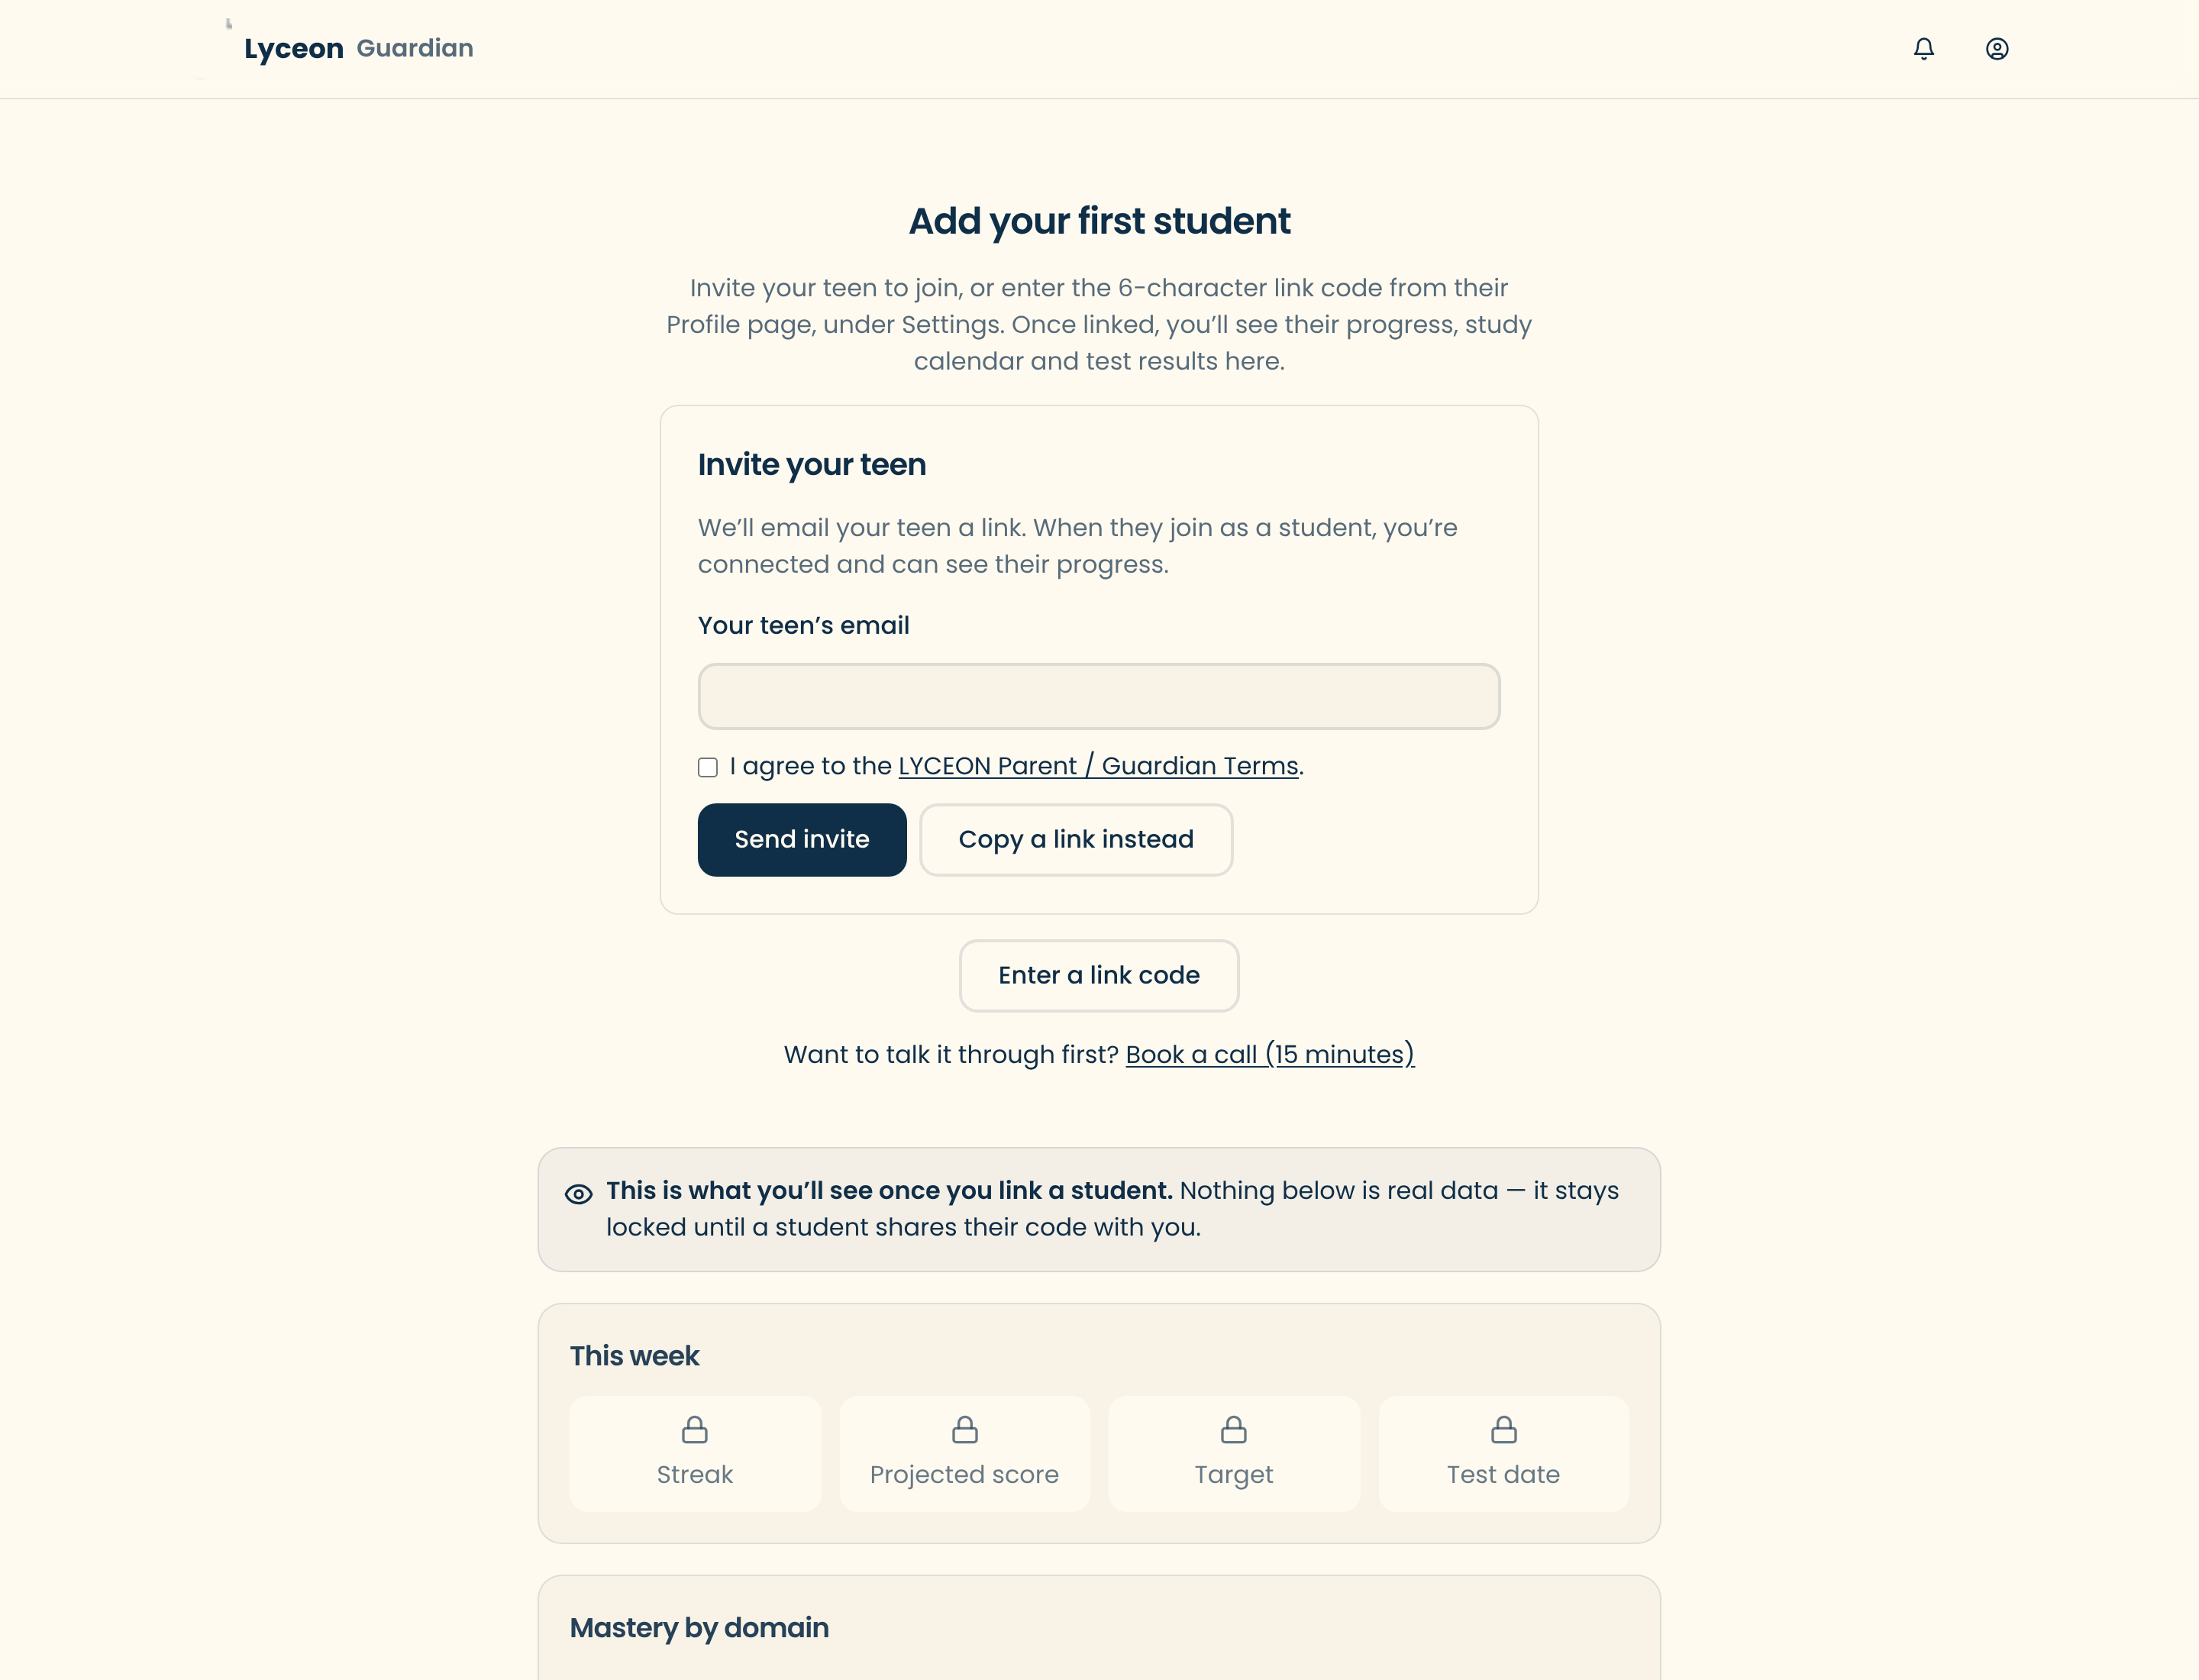 Lyceon Guardian
Add your first student
Invite your teen to join, or enter the 6-character link code from their
Profile page, under Settings. Once linked, you’ll see their progress, study
calendar and test results here.
Invite your teen
We’ll email your teen a link. When they join as a student, you’re
connected and can see their progress.
Your teen’s email
I agree to the LYCEON Parent / Guardian Terms.
Send invite
Copy a link instead
Enter a link code
Want to talk it through first? Book a call (15 minutes)
This is what you’ll see once you link a student. Nothing below is real data — it stays
locked until a student shares their code with you.
This week
Streak
Projected score
Target
Test date
Mastery by domain